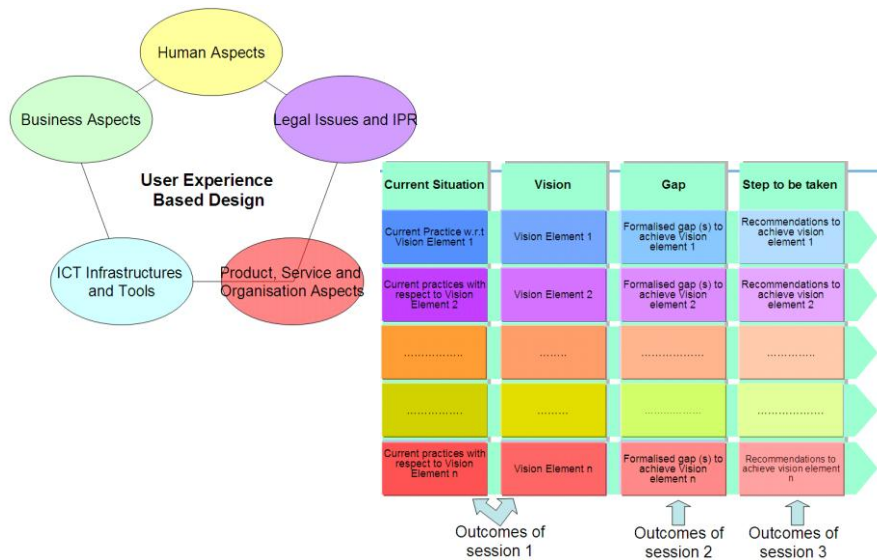 Human Aspects
Business Aspects
Legal Issues and IPR
User Experience
Based Design
ICT Infrastructures
and Tools
Product, Service and
Organisation Aspects
Current Situation
Vision
Gap
Step to be taken
Current Practice w.r.t
Vision Element 1
Vision Element 1
Formalised gap (s) to
achieve Vision
element 1
Recommendations to
achieve vision element
1
Current practices with
respect to Vision
Element 2
Vision Element 2
Formalised gap (s) to
achieve Vision
element 2
Recommendations to
achieve vision element
2
................
........
..................
.............
................
.........
................
...................
Current practices with
respect to Vision
Element n
Vision Element n
Formalised gap (s) to
achieve Vision
element n
Recommendations to
achieve vision element
n
Outcomes of
session 1
Outcomes of
session 2
Outcomes of
session 3